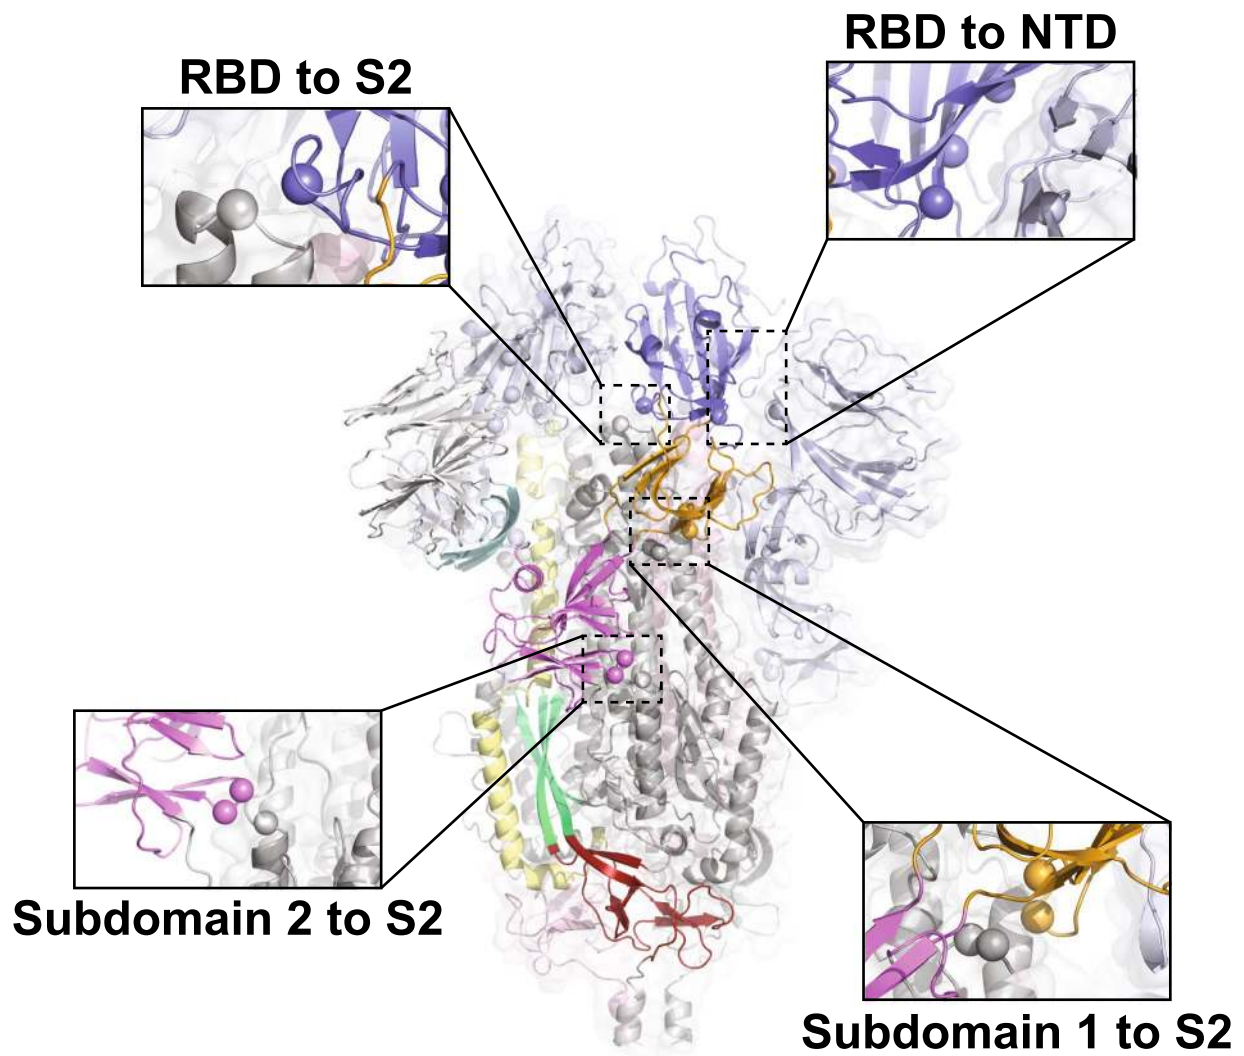 RBD to NTD
RBD to S2
Subdomain 2 to S2
Subdomain 1 to S2